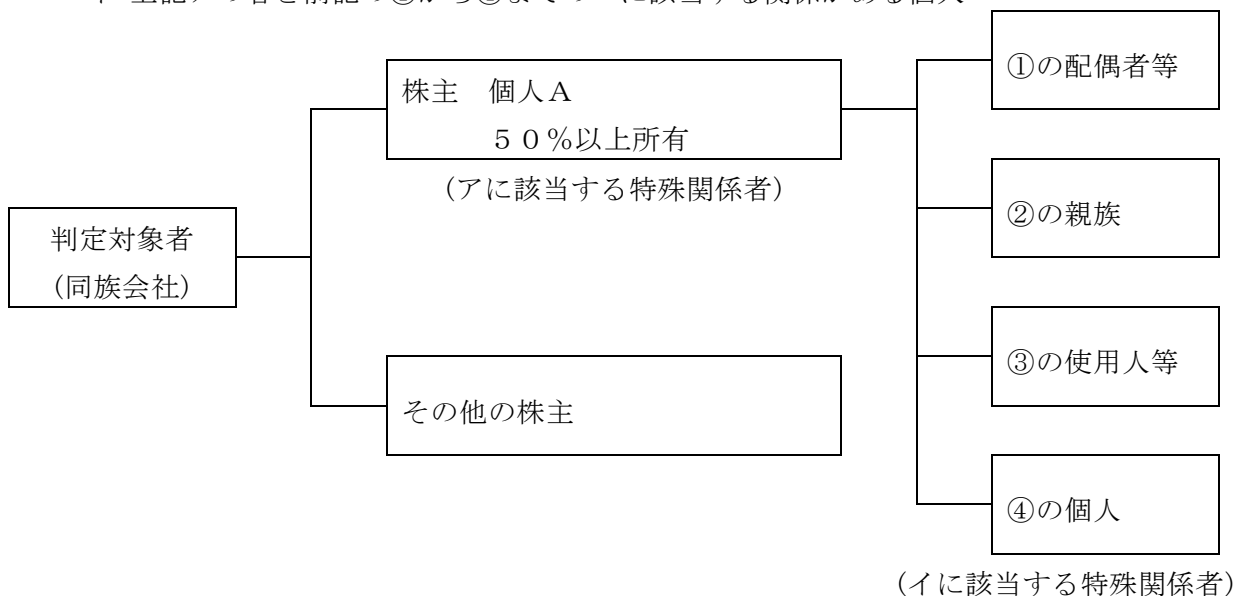 ①の配偶者等
株主 個人A
50%以上所有
(アに該当する特殊関係者)
②の親族
判定対象者
(同族会社)
③の使用人等
その他の株主
④の個人
(イに該当する特殊関係者)